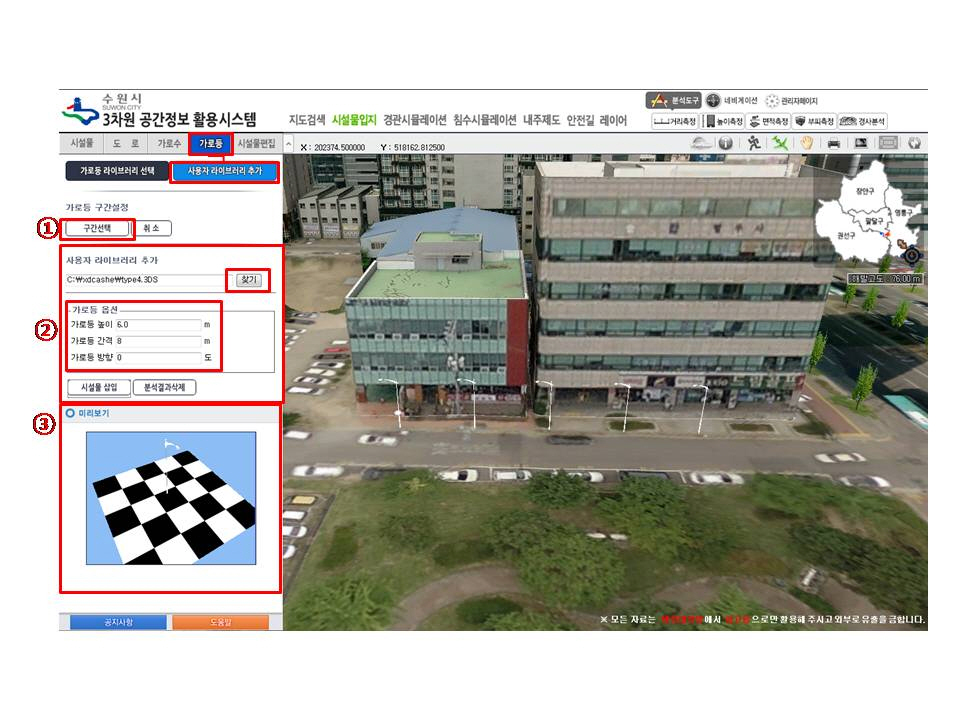 수원시
SUWON CITY
3차원 공간정보 활용시스템
지도검색 시설물입지 경관시뮬레이션 침수시뮬레이션 내주제도 안전길 레이어
분석도구 네비게이션 관리자페이지
거리측정 높이측정 면적측정 부피측정 경사분석
시설물 도 로 가로수 가로등 시설물편집
X : 202374.500000 Y : 518162.812500
가로등 라이브러리 선택 사용자 라이브러리 추가
가로등 구간설정
① 구간선택 취 소
사용자 라이브러리 추가
C:₩xdcashe₩type4.3DS 찾기
②
가로등 옵션
가로등 높이 6.0 m
가로등 간격 8 m
가로등 방향 0 도
시설물 삽입 분석결과삭제
③ 미리보기
장안구
영통구
팔달구
권선구
해발고도 : 76.00 m
공지사항 도움말
※ 모든 자료는 에서 으로만 활용해 주시고 외부로 유출을 금합니다.